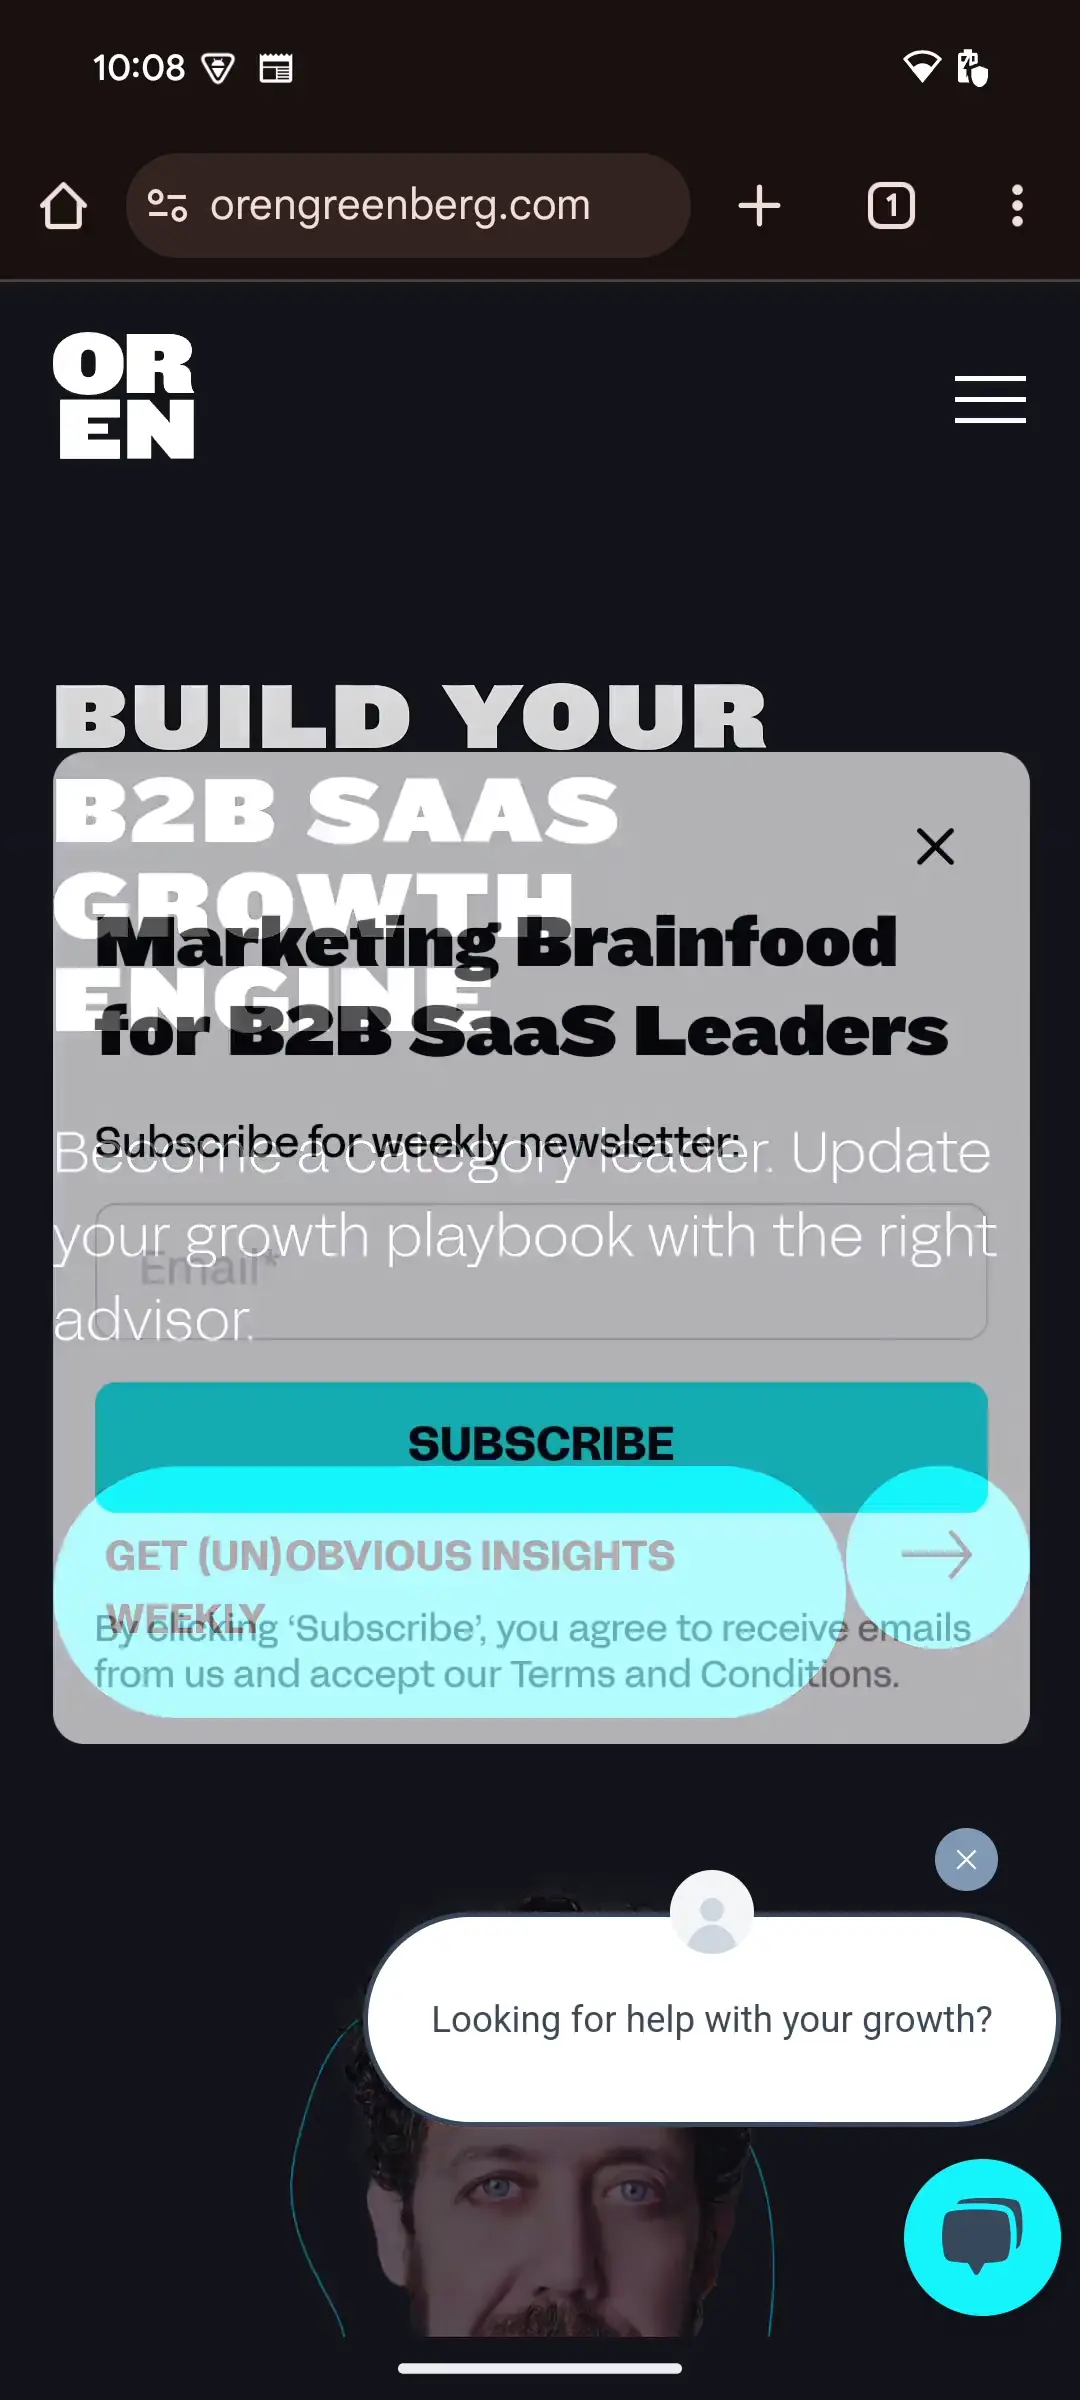 10:08
orengreenberg.com
1
OR
EN
BUILD YOUR
B2B SAAS
GROWTH
ENGINE
Marketing Brainfood
for B2B SaaS Leaders
Subscribe for weekly newsletter:
Become a category leader. Update
your growth playbook with the right
advisor.
Email*
SUBSCRIBE
GET (UN)OBVIOUS INSIGHTS
WEEKLY
By clicking ‘Subscribe’, you agree to receive emails
from us and accept our Terms and Conditions.
Looking for help with your growth?